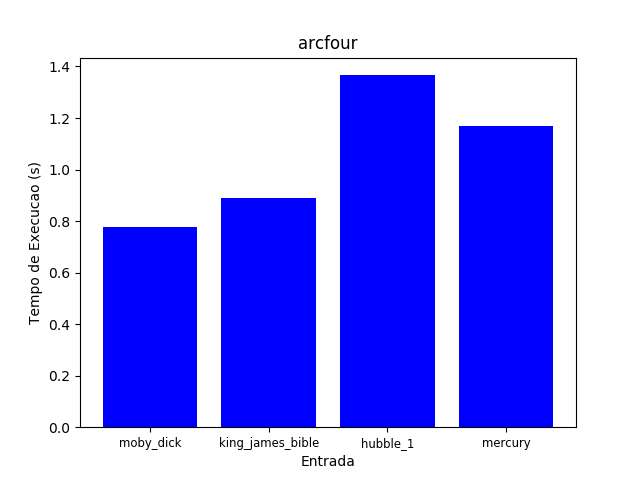 arcfour
1.4
1.2
1.0
0.8
0.6
0.4
0.2
0.0
Tempo de Execucao (s)
moby_dick king_james_bible hubble_1 mercury
Entrada